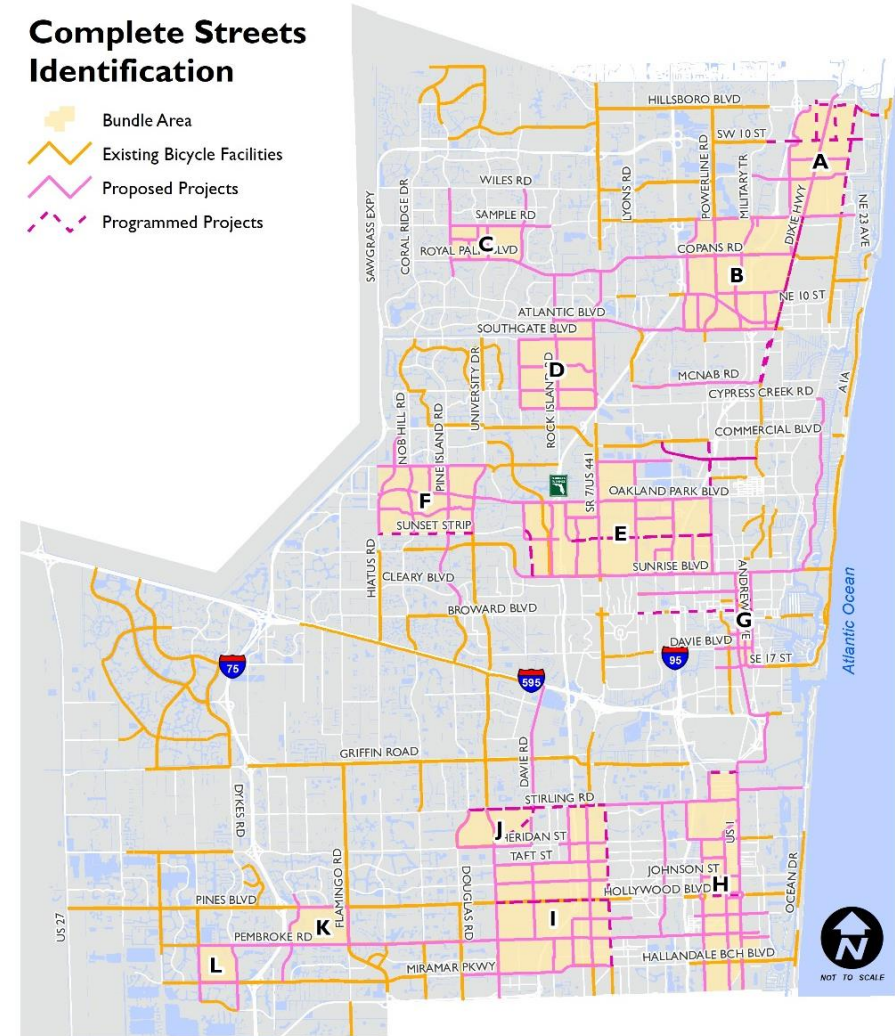 Complete Streets
Identification
Bundle Area
Existing Bicycle Facilities
Proposed Projects
Programmed Projects
HILLSBORO BLVD
SW 10 ST
A
WILES RD
SAMPLE RD
ROYAL PALM BLVD
C
SAWGRASS EXPY
CORAL RIDGE DR
LYONS RD
POWERLINE RD
MILITARY TR
DIXIE HWY
NE 23 AVE
COPANS RD
B
NE 10 ST
ATLANTIC BLVD
SOUTHGATE BLVD
D
UNIVERSITY DR
ROCK ISLAND RD
MCNAB RD
CYPRESS CREEK RD
A1A
NOB HILL RD
PINE ISLAND RD
COMMERCIAL BLVD
SR 7/US 441
OAKLAND PARK BLVD
F
SUNSET STRIP
E
HIATUS RD
CLEARY BLVD
SUNRISE BLVD
BROWARD BLVD
G
DAVIE BLVD
SE 17 ST
Atlantic Ocean
75
595
95
GRIFFIN ROAD
DAVIE RD
DYKES RD
STIRLING RD
J
TAFT ST
US 1
JOHNSON ST
H
HOLLYWOOD BLVD
OCEAN DR
FLAMINGO RD
DOUGLAS RD
PINES BLVD
US 27
K
I
PEMBROKE RD
L
MIRAMAR PKWY
HALLANDALE BCH BLVD
N
NOT TO SCALE